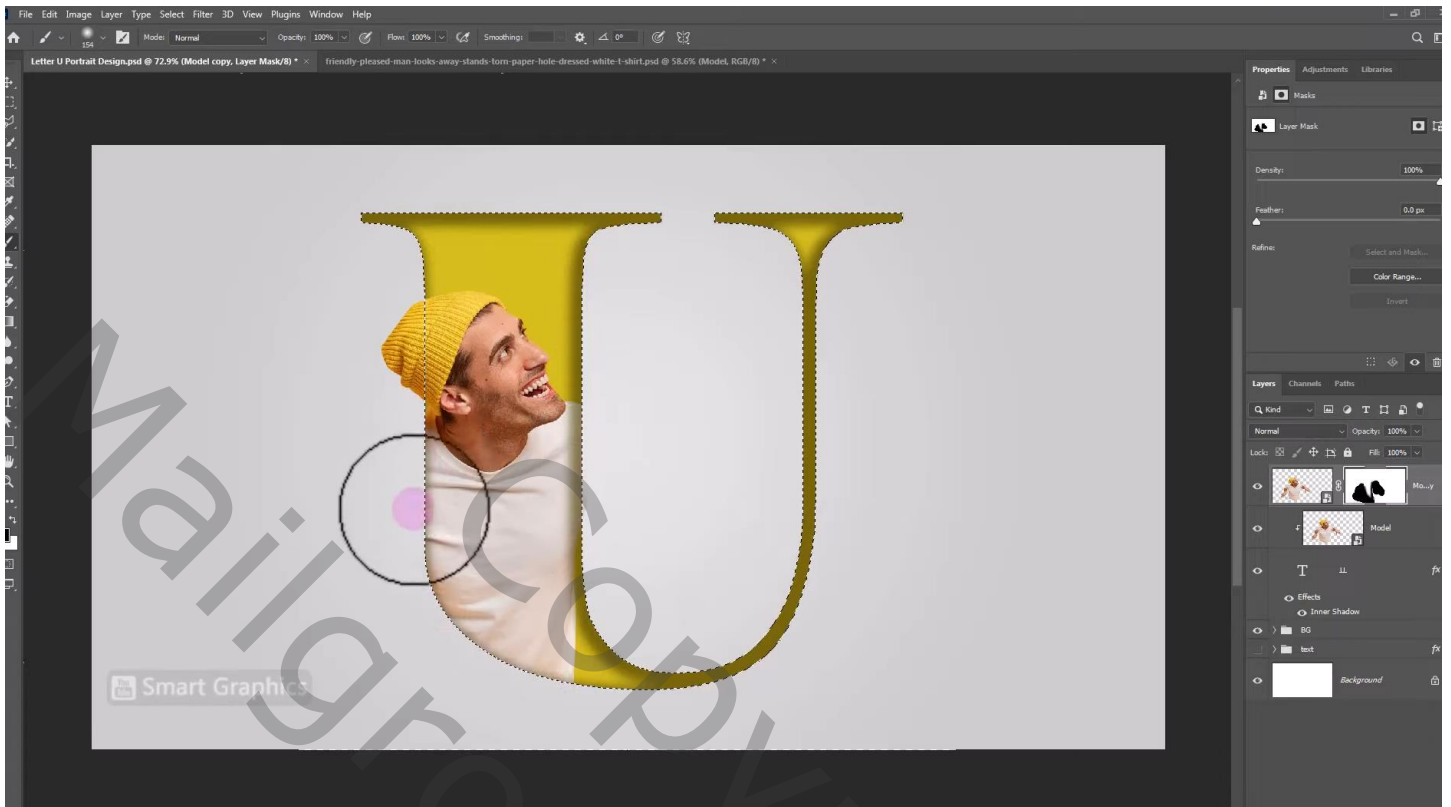 File Edit Image Layer Type Select Filter 3D View Plugins Window Help
154 Mode: Normal Opacity: 100% Flow: 100% Smoothing: 0°
Letter U Portrait Design.psd @ 72.9% (Model copy, Layer Mask/8) * × friendly-pleased-man-looks-away-stands-torn-paper-hole-dressed-white-t-shirt.psd @ 58.6% (Model, RGB/8) * ×
Properties Adjustments Libraries
Masks
Layer Mask
Density: 100%
Feather: 0.0 px
Refine:
Select and Mask...
Color Range...
Invert
Layers Channels Paths
Kind
Normal Opacity: 100%
Lock: Fill: 100%
Mo...y
Model
T fx
Effects
Inner Shadow
BG
text fx
Background
U
Smart Graphics
Copy